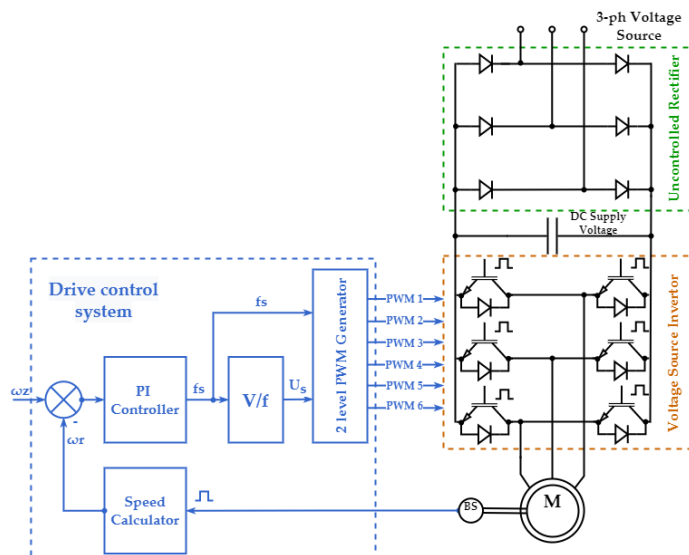 3-ph Voltage
Source
Uncontrolled Rectifier
DC Supply
Voltage
Drive control
system
fs
2 level PWM Generator
PWM 1
PWM 2
PWM 3
PWM 4
PWM 5
PWM 6
Voltage Source Invertor
ωz
-
ωr
PI
Controller
fs
V/f
Us
Speed
Calculator
BS
M